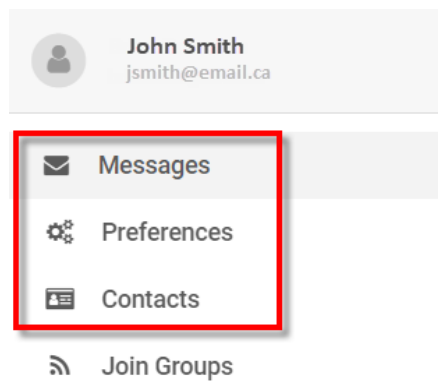 John Smith
jsmith@email.ca
Messages
Preferences
Contacts
Join Groups